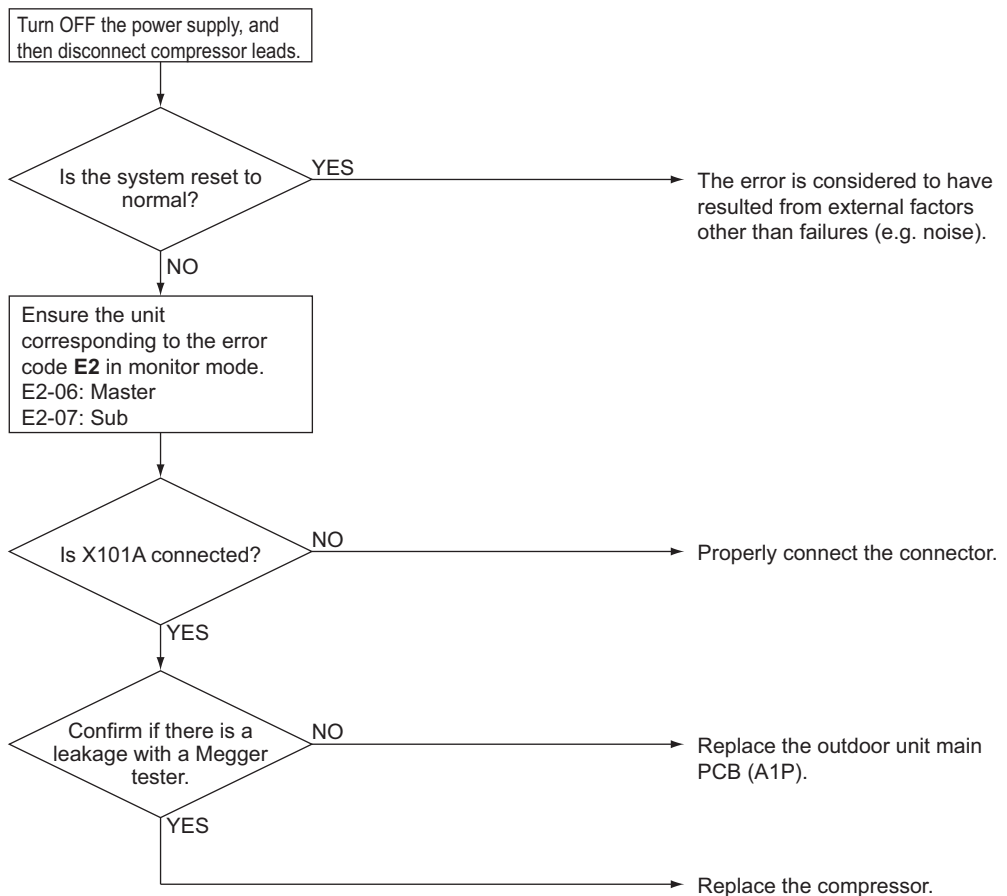 Turn OFF the power supply, and
then disconnect compressor leads.
Is the system reset to
normal?
YES
The error is considered to have
resulted from external factors
other than failures (e.g. noise).
NO
Ensure the unit
corresponding to the error
code E2 in monitor mode.
E2-06: Master
E2-07: Sub
Is X101A connected?
NO
Properly connect the connector.
YES
Confirm if there is a
leakage with a Megger
tester.
NO
Replace the outdoor unit main
PCB (A1P).
YES
Replace the compressor.